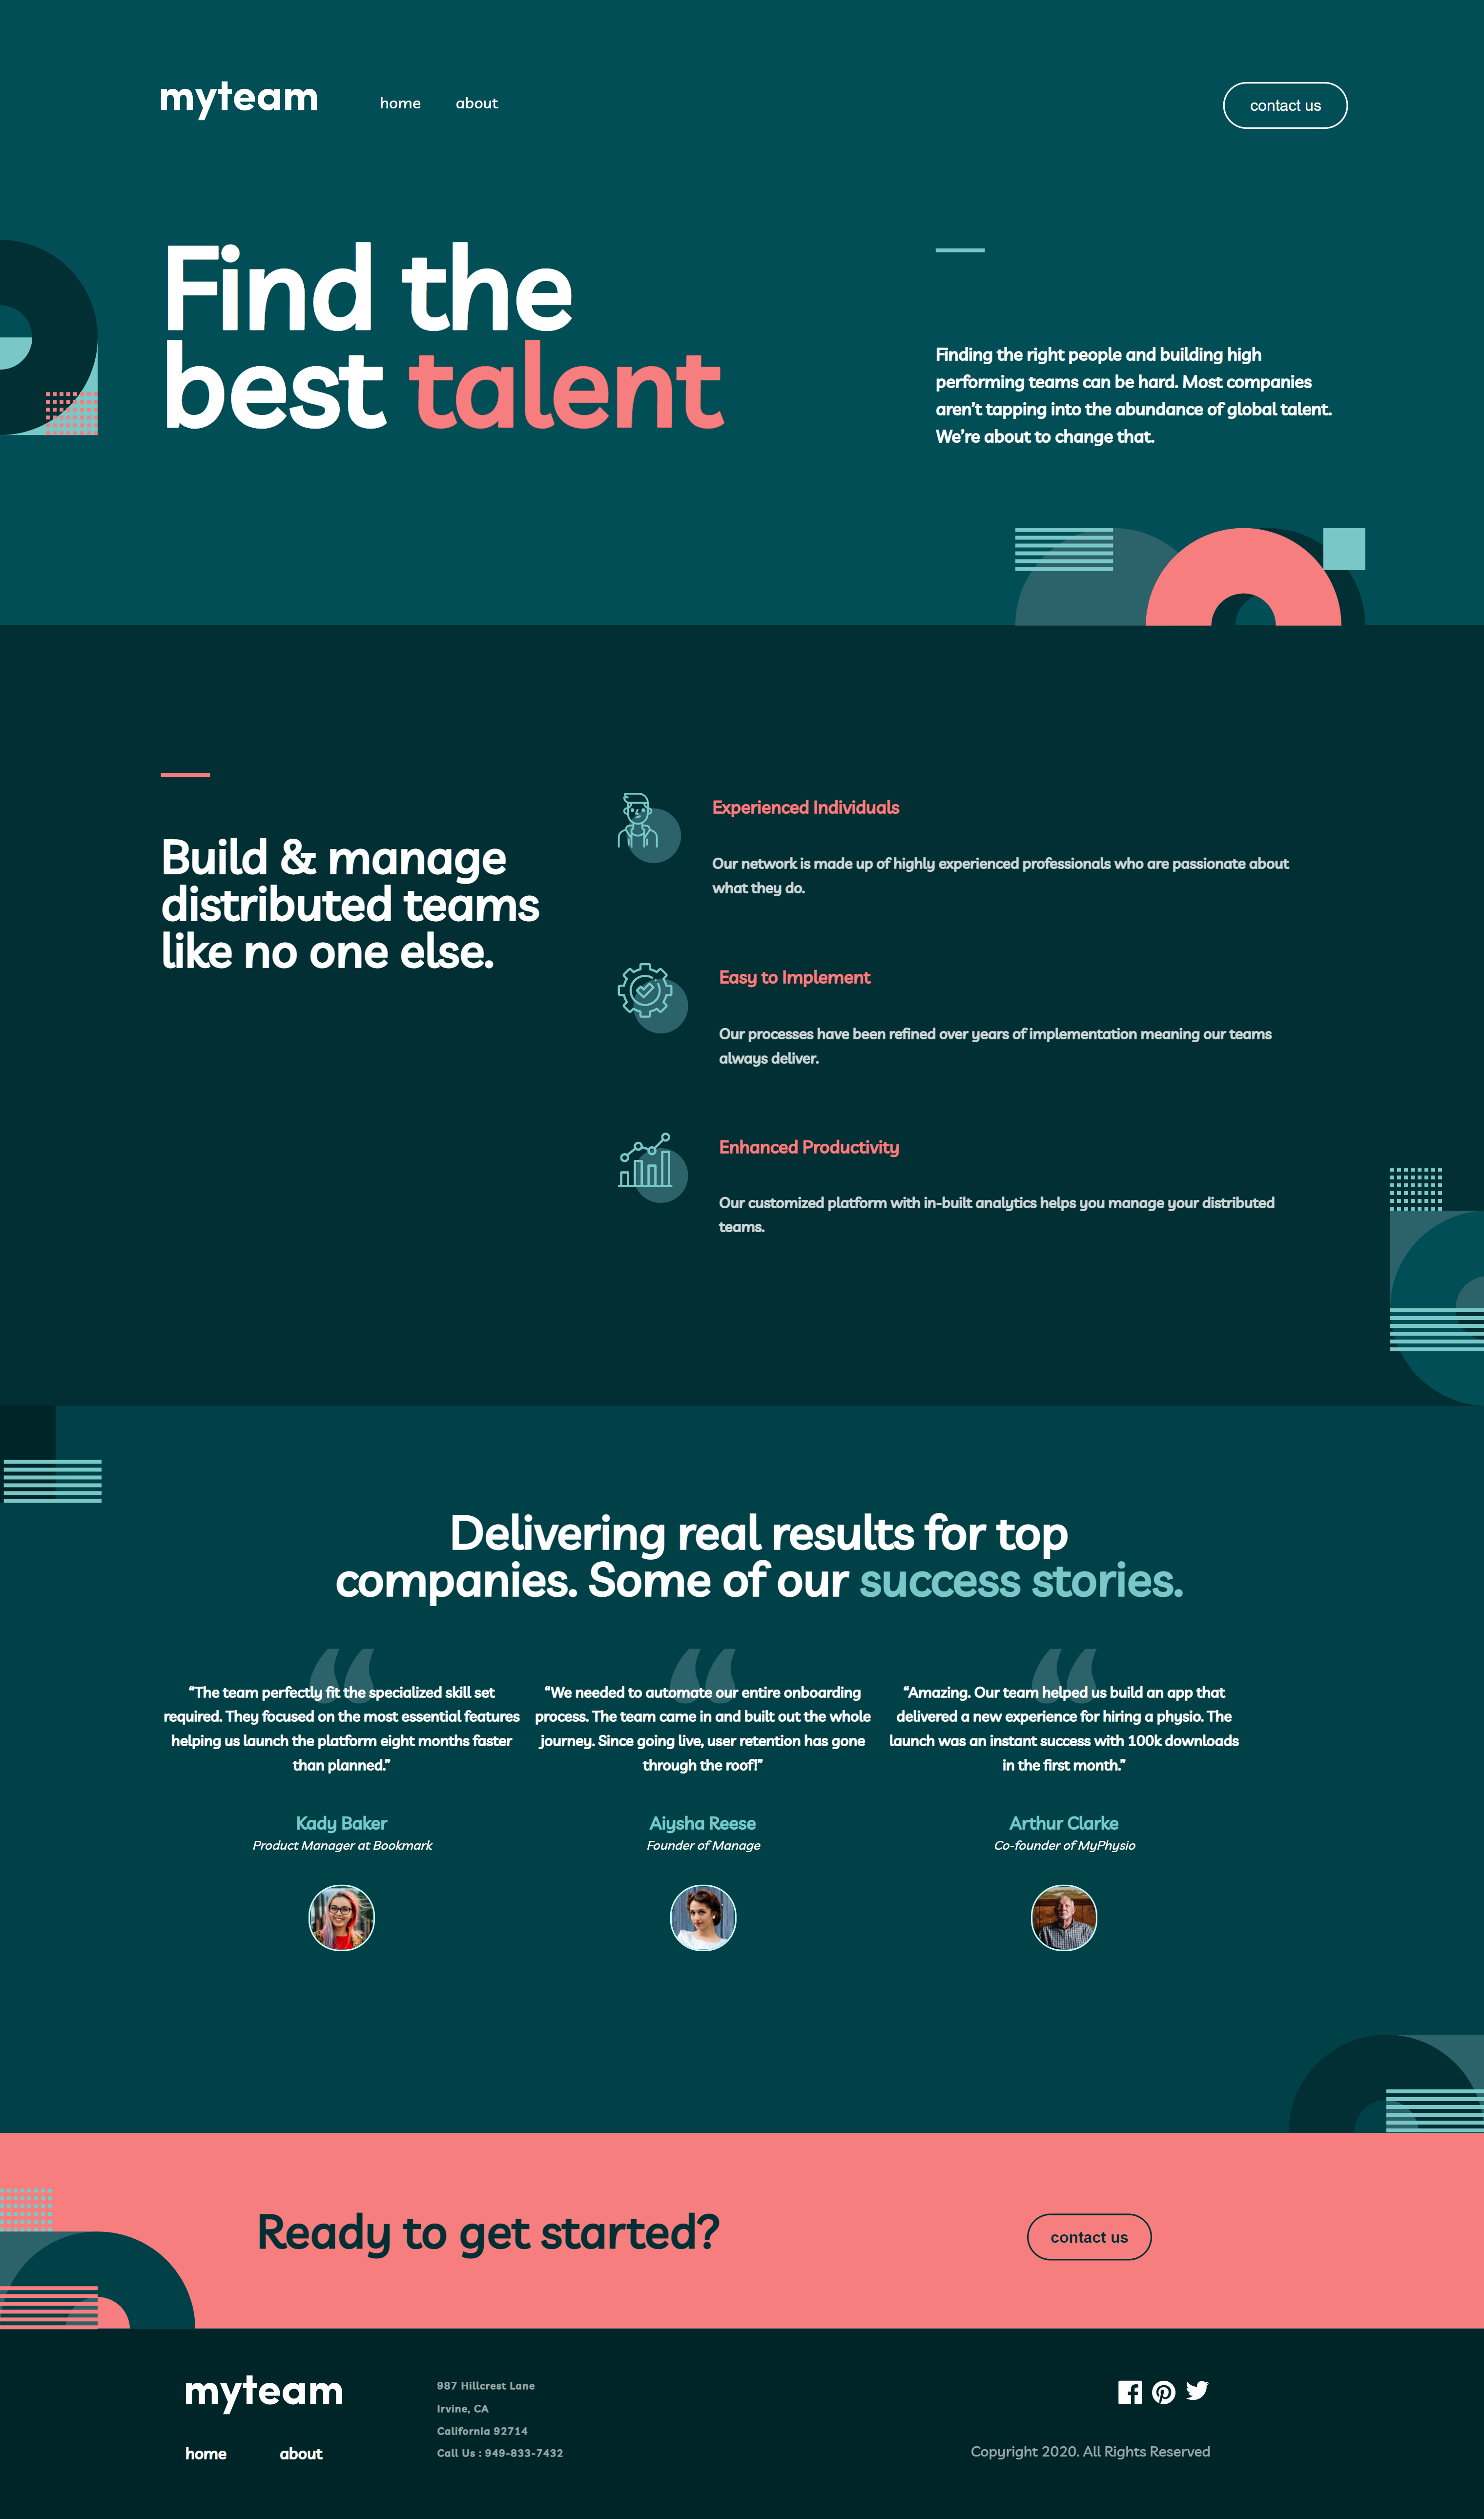 myteam
home
about
contact us
Find the
best talent
Finding the right people and building high
performing teams can be hard. Most companies
aren’t tapping into the abundance of global talent.
We’re about to change that.
Build & manage
distributed teams
like no one else.
Experienced Individuals
Our network is made up of highly experienced professionals who are passionate about
what they do.
Easy to Implement
Our processes have been refined over years of implementation meaning our teams
always deliver.
Enhanced Productivity
Our customized platform with in-built analytics helps you manage your distributed
teams.
Delivering real results for top
companies. Some of our success stories.
“The team perfectly fit the specialized skill set
required. They focused on the most essential features
helping us launch the platform eight months faster
than planned.”
Kady Baker
Product Manager at Bookmark
“We needed to automate our entire onboarding
process. The team came in and built out the whole
journey. Since going live, user retention has gone
through the roof!”
Aiysha Reese
Founder of Manage
“Amazing. Our team helped us build an app that
delivered a new experience for hiring a physio. The
launch was an instant success with 100k downloads
in the first month.”
Arthur Clarke
Co-founder of MyPhysio
Ready to get started?
contact us
myteam
home
about
987 Hillcrest Lane
Irvine, CA
California 92714
Call Us : 949-833-7432
Copyright 2020. All Rights Reserved